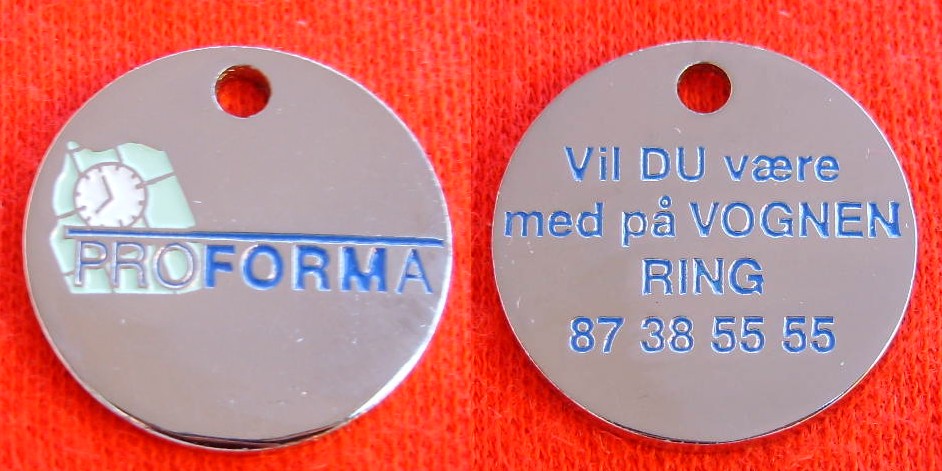 PROFORMA
Vil DU være
med på VOGNEN
RING
87 38 55 55